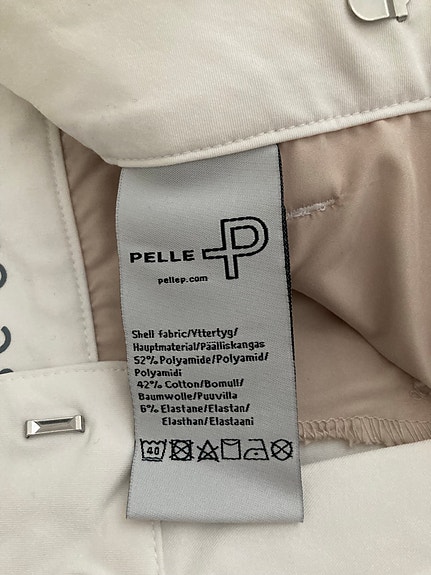 PELLE P
pellep.com
Shell fabric/Yttertyg/
Hauptmaterial/Päälliskangas
52% Polyamide/Polyamid/
Polyamidi
42% Cotton/Bomull/
Baumwolle/Puuvilla
6% Elastane/Elastan/
Elasthan/Elastaani
40